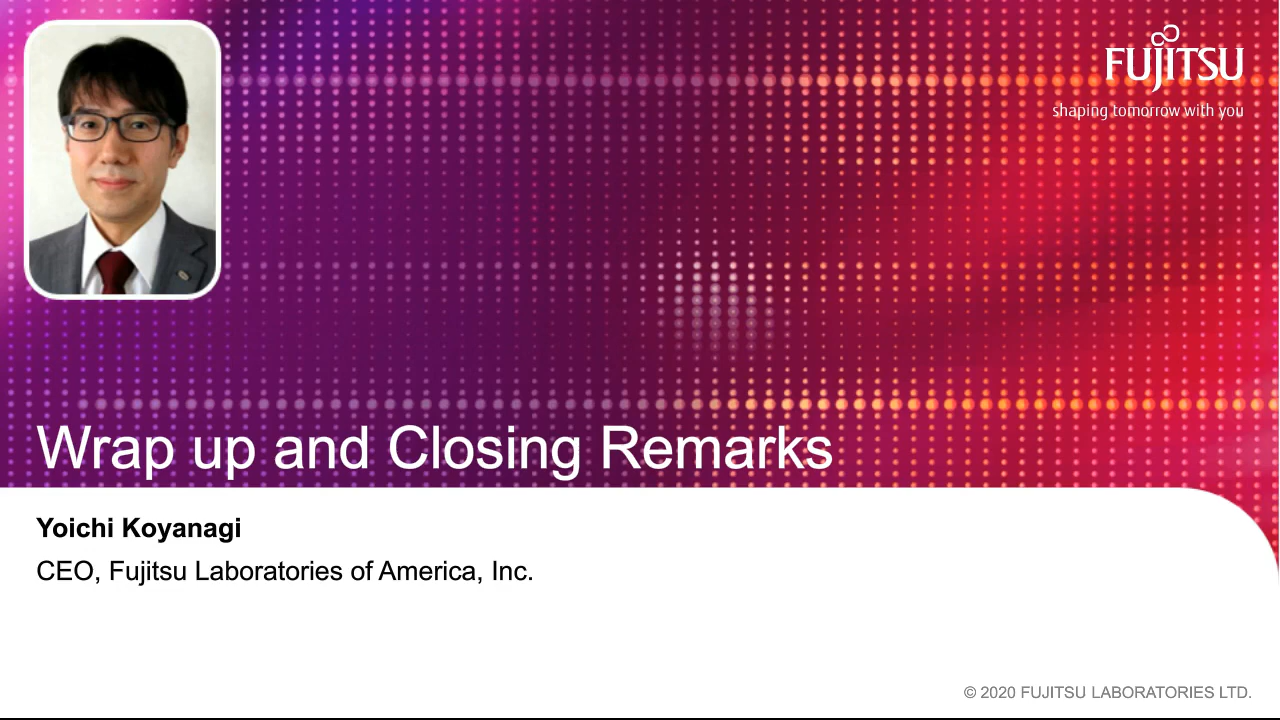 FUJITSU
shaping tomorrow with you
Wrap up and Closing Remarks
Yoichi Koyanagi
CEO, Fujitsu Laboratories of America, Inc.
© 2020 FUJITSU LABORATORIES LTD.